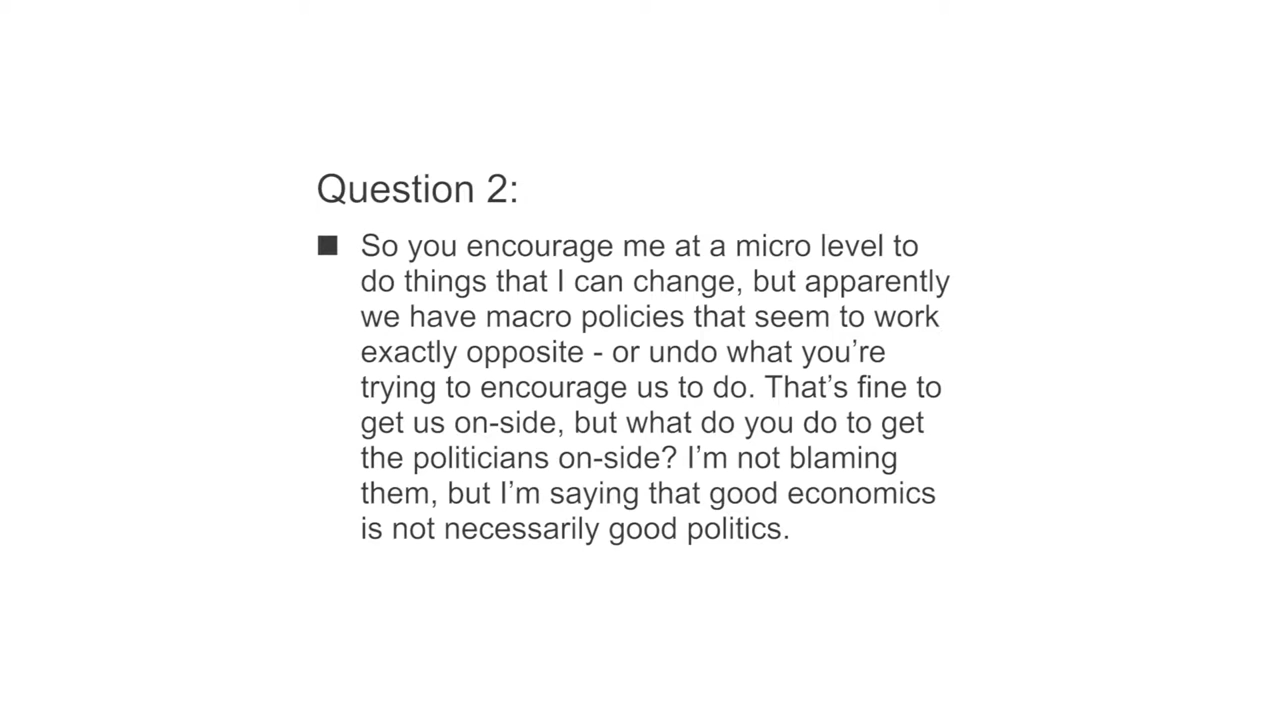 Question 2:
■ So you encourage me at a micro level to
do things that I can change, but apparently
we have macro policies that seem to work
exactly opposite - or undo what you’re
trying to encourage us to do. That’s fine to
get us on-side, but what do you do to get
the politicians on-side? I’m not blaming
them, but I’m saying that good economics
is not necessarily good politics.